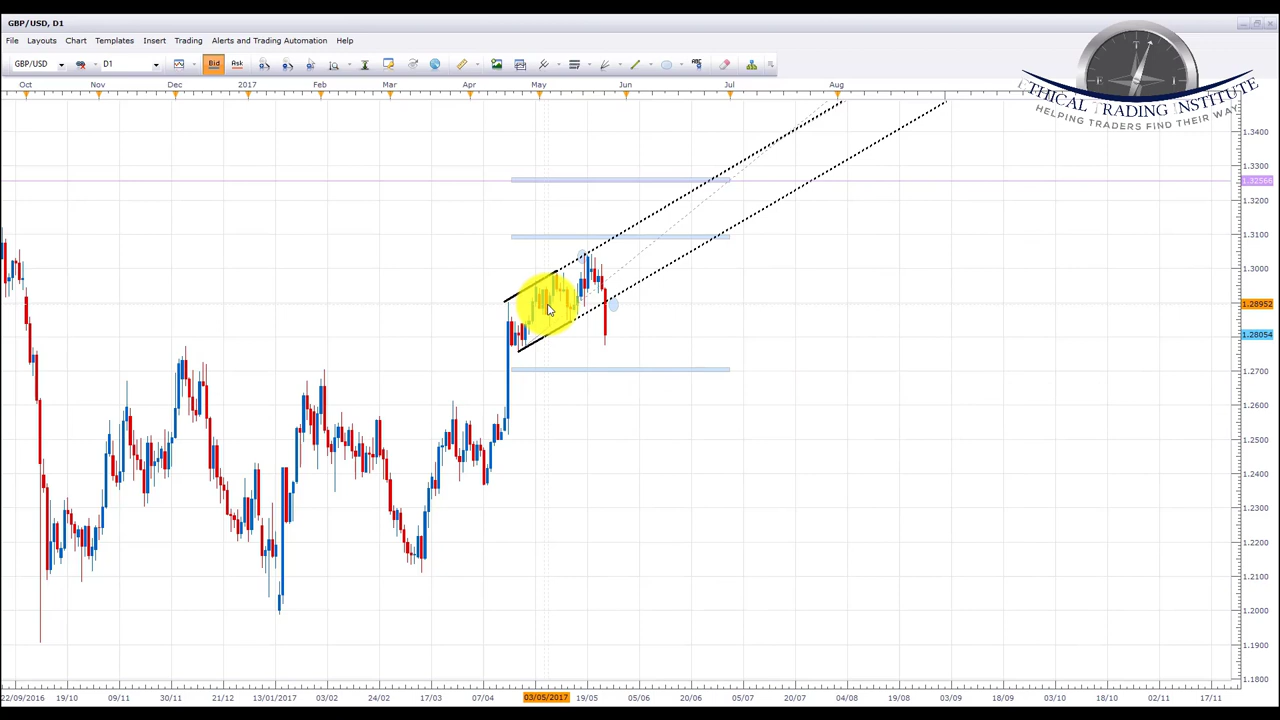 GBP/USD, D1
File Layouts Chart Templates Insert Trading Alerts and Trading Automation Help
GBP/USD D1 Bid Ask ABC
Oct Nov Dec 2017 Feb Mar Apr May Jun Jul Aug
ETHICAL TRADING INSTITUTE
HELPING TRADERS FIND THEIR WAY
1.3400
1.3300
1.32566
1.3200
1.3100
1.3000
1.28952
1.28054
1.2700
1.2600
1.2500
1.2400
1.2300
1.2200
1.2100
1.2000
1.1900
1.1800
22/09/2016 19/10 09/11 30/11 21/12 13/01/2017 03/02 24/02 17/03 07/04 03/05/2017 19/05 05/06 20/06 05/07 20/07 04/08 19/08 03/09 18/09 03/10 18/10 02/11 17/11